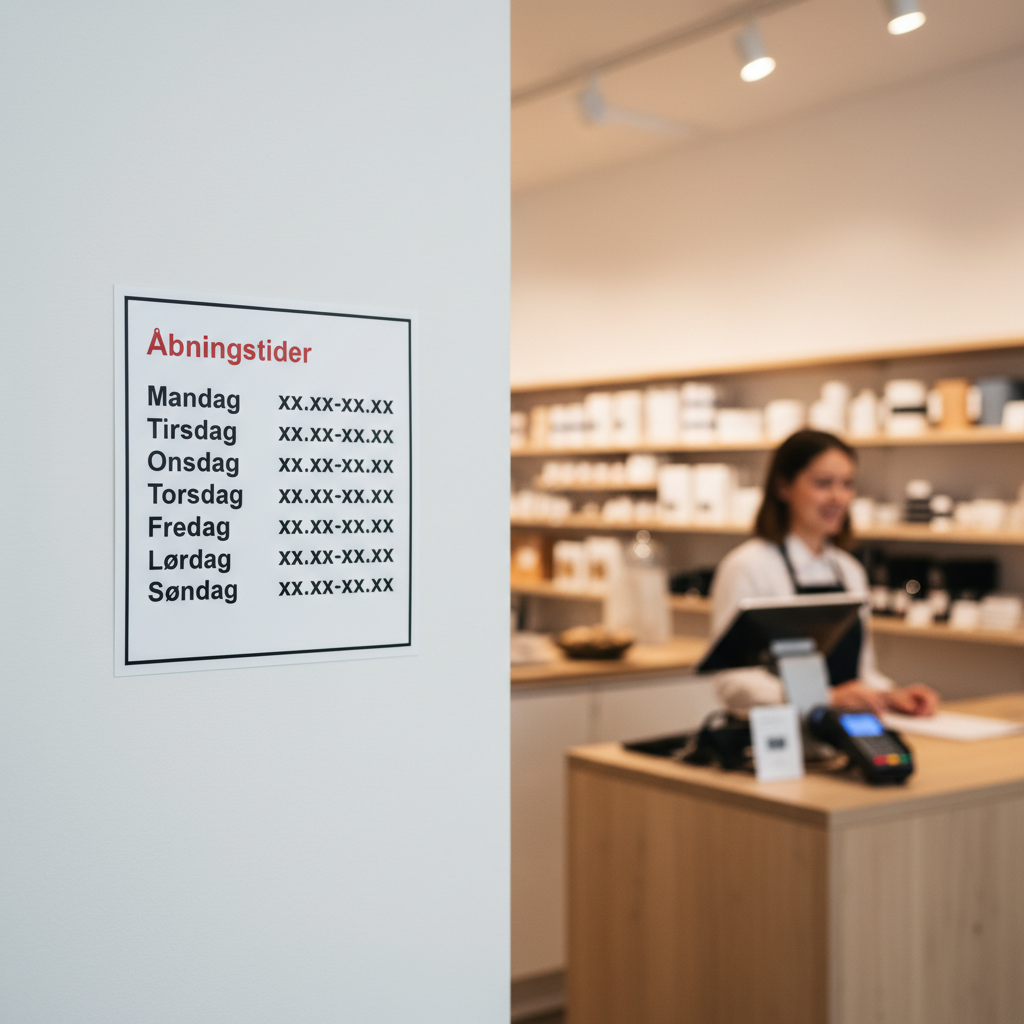 Åbningstider
Mandag xx.xx-xx.xx
Tirsdag xx.xx-xx.xx
Onsdag xx.xx-xx.xx
Torsdag xx.xx-xx.xx
Fredag xx.xx-xx.xx
Lørdag xx.xx-xx.xx
Søndag xx.xx-xx.xx